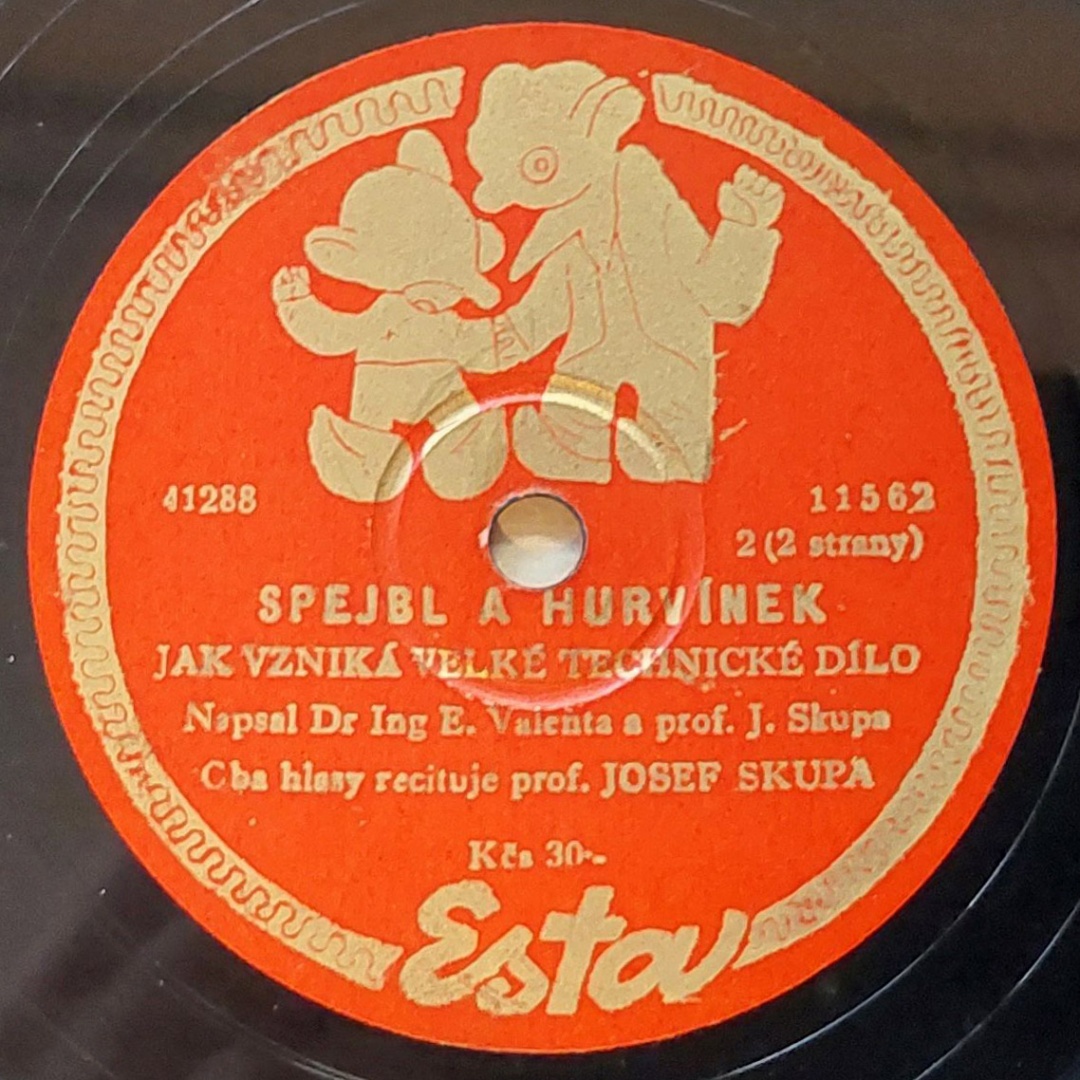 41288
11562
2 (2 strany)
SPEJBL A HURVÍNEK
JAK VZNIKÁ VELKÉ TECHNICKÉ DÍLO
Napsal Dr Ing E. Valenta a prof. J. Skupa
Oba hlasy recituje prof. JOSEF SKUPA
Kčs 30·-
Esta